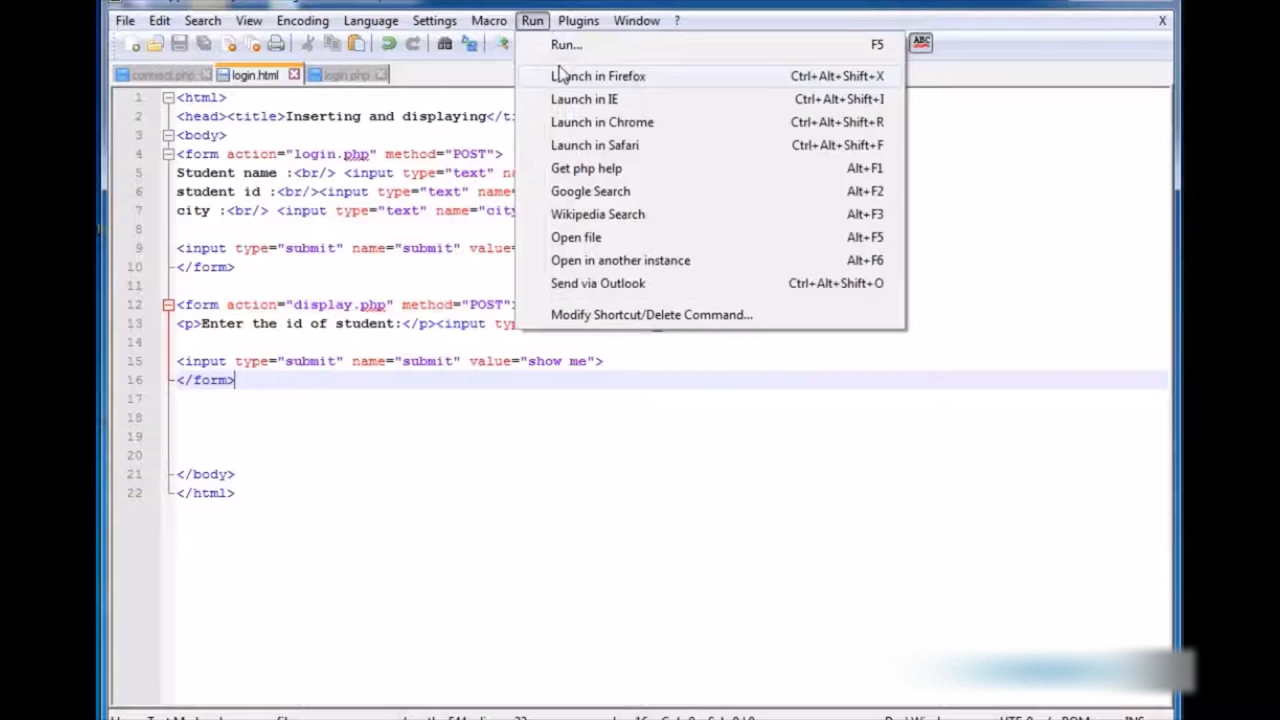 File Edit Search View Encoding Language Settings Macro Run Plugins Window ? X
Run... F5
ABC
connect.php login.html login.php
Launch in Firefox Ctrl+Alt+Shift+X
Launch in IE Ctrl+Alt+Shift+I
Launch in Chrome Ctrl+Alt+Shift+R
Launch in Safari Ctrl+Alt+Shift+F
Get php help Alt+F1
Google Search Alt+F2
Wikipedia Search Alt+F3
Open file Alt+F5
Open in another instance Alt+F6
Send via Outlook Ctrl+Alt+Shift+O
Modify Shortcut/Delete Command...
1 <html>
2 <head><title>Inserting and displaying</ti
3 <body>
4 <form action="login.php" method="POST">
5 Student name :<br/> <input type="text" na
6 student id :<br/><input type="text" name=
7 city :<br/> <input type="text" name="city
8
9 <input type="submit" name="submit" value=
10 </form>
11
12 <form action="display.php" method="POST">
13 <p>Enter the id of student:</p><input typ
14
15 <input type="submit" name="submit" value="show me">
16 </form>
17
18
19
20
21 </body>
22 </html>